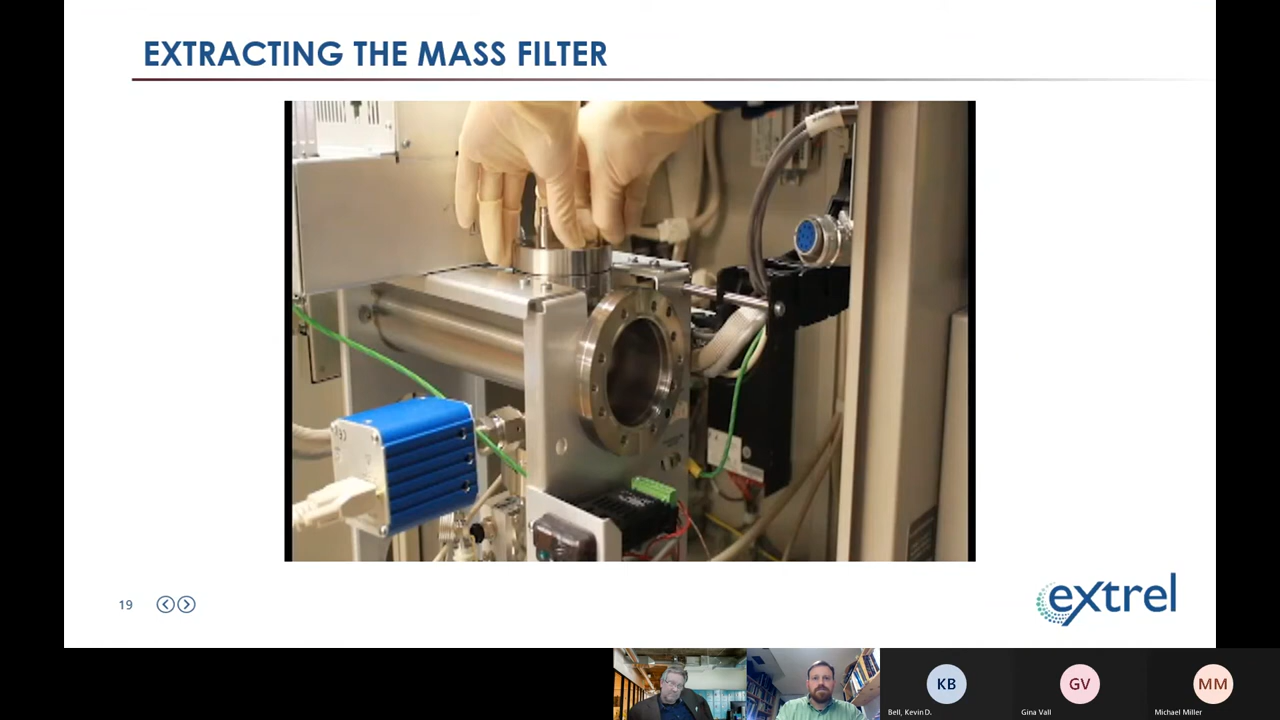 EXTRACTING THE MASS FILTER
19
extrel
KB
GV
MM
Bell, Kevin D.
Gina Vall
Michael Miller